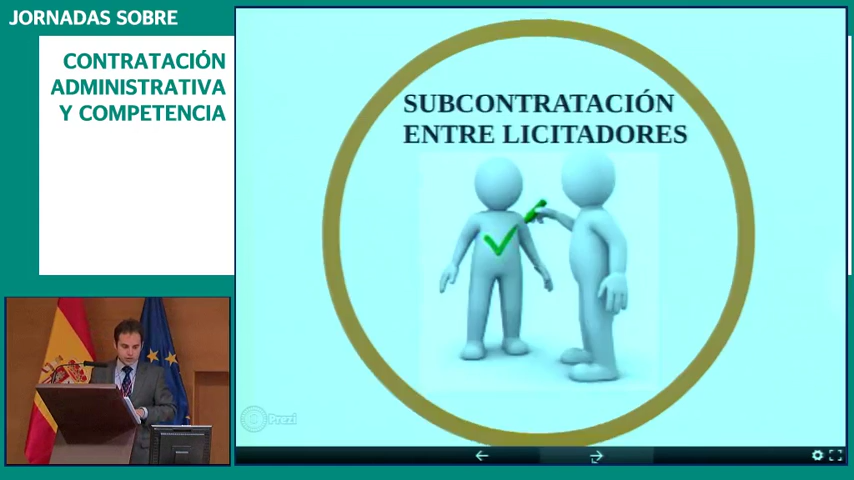 JORNADAS SOBRE
CONTRATACIÓN
ADMINISTRATIVA
Y COMPETENCIA
SUBCONTRATACIÓN
ENTRE LICITADORES
Prezi